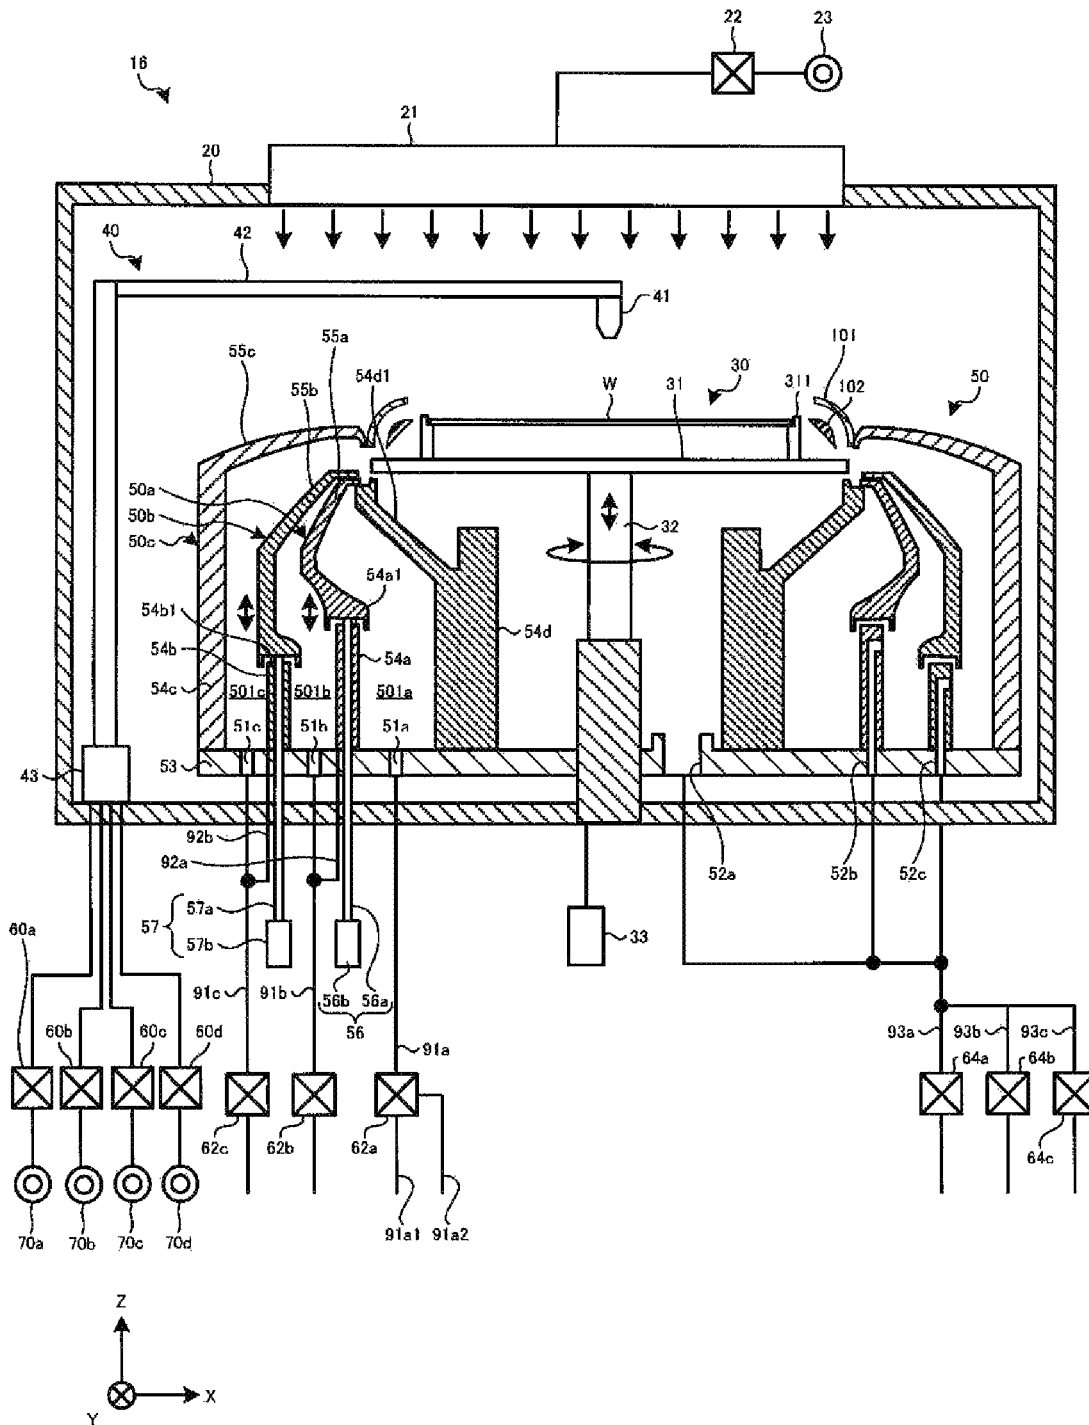 22 23
16
21
20
40 42
41
55c 55a 101
55b 54d1 W 30 311 102 50
31
50a
50b
50c 32
54a1
54b1
54b 54d
54a
54c 501c 501b 501a
51c 51b 51a
53
43
92b
92a 52a 52b 52c
57 57a
57b 33
60a
91c 91b 56b 56a
56
60b 60c 60d 93a 93b 93c
91a
64a 64b
62c 62b 62a
64c
70a 70b 70c 70d 91a1 91a2
Z
X
Y